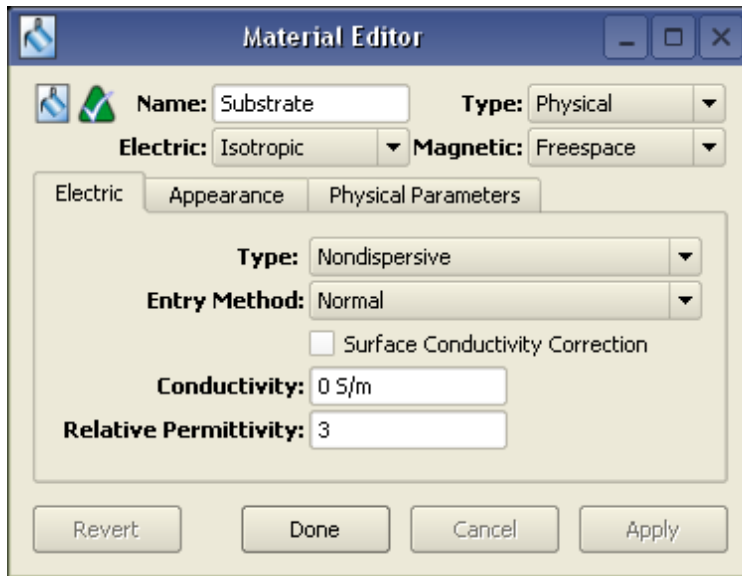 Material Editor
Name: Substrate Type: Physical
Electric: Isotropic Magnetic: Freespace
Electric Appearance Physical Parameters
Type: Nondispersive
Entry Method: Normal
Surface Conductivity Correction
Conductivity: 0 S/m
Relative Permittivity: 3
Revert Done Cancel Apply